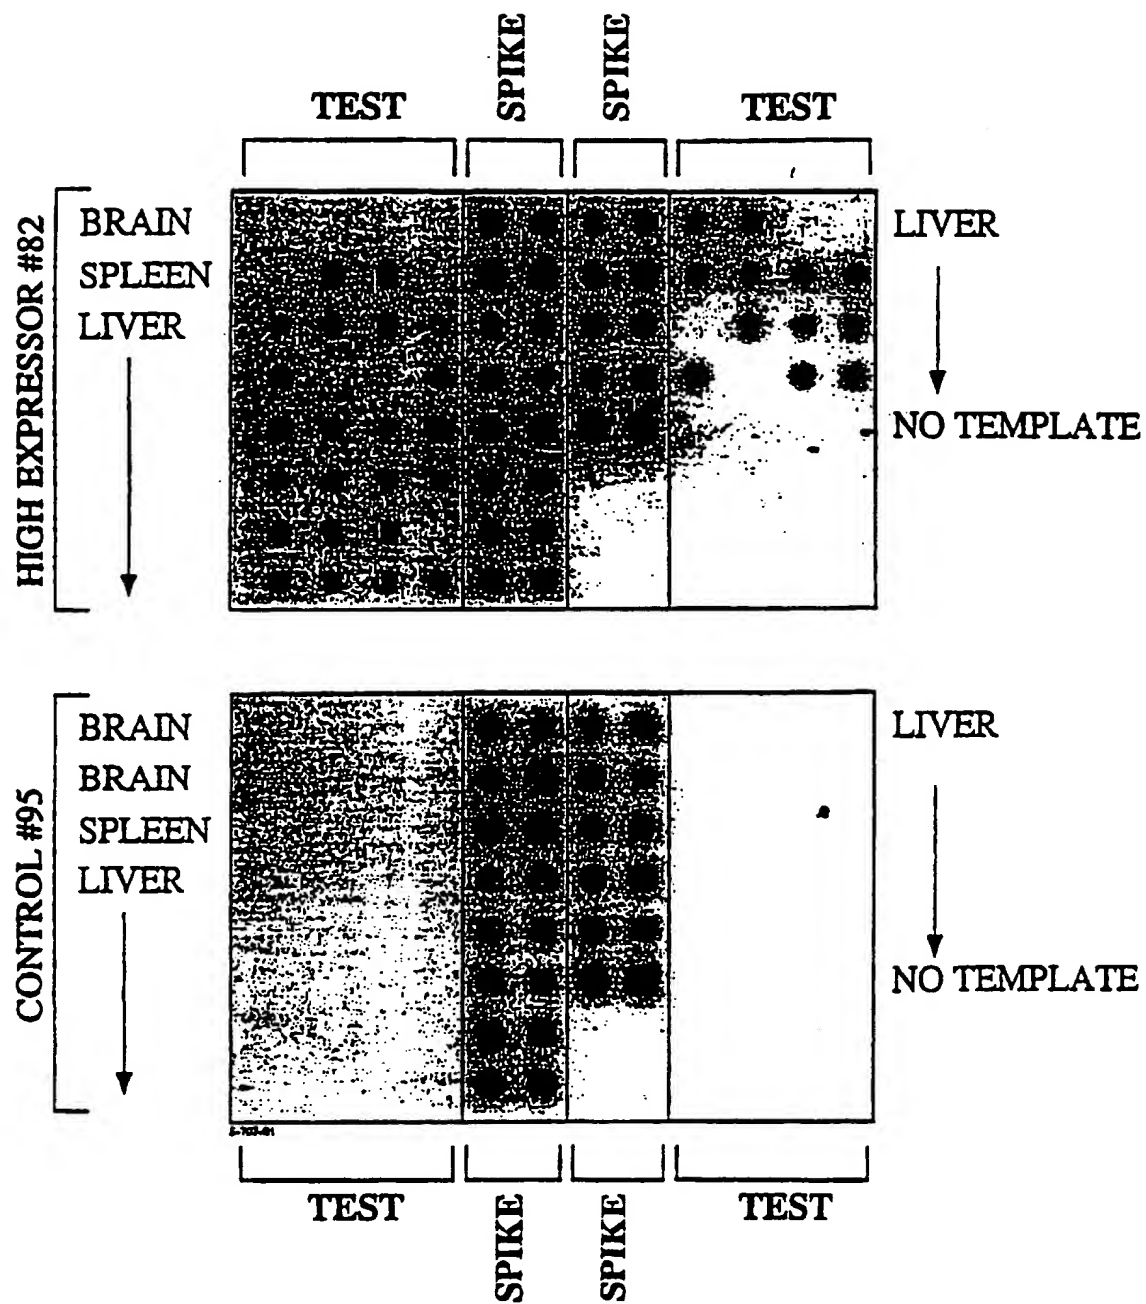 TEST
SPIKE
SPIKE
TEST
HIGH EXPRESSOR #82
BRAIN
SPLEEN
LIVER
LIVER
NO TEMPLATE
CONTROL #95
BRAIN
BRAIN
SPLEEN
LIVER
LIVER
NO TEMPLATE
TEST
SPIKE
SPIKE
TEST